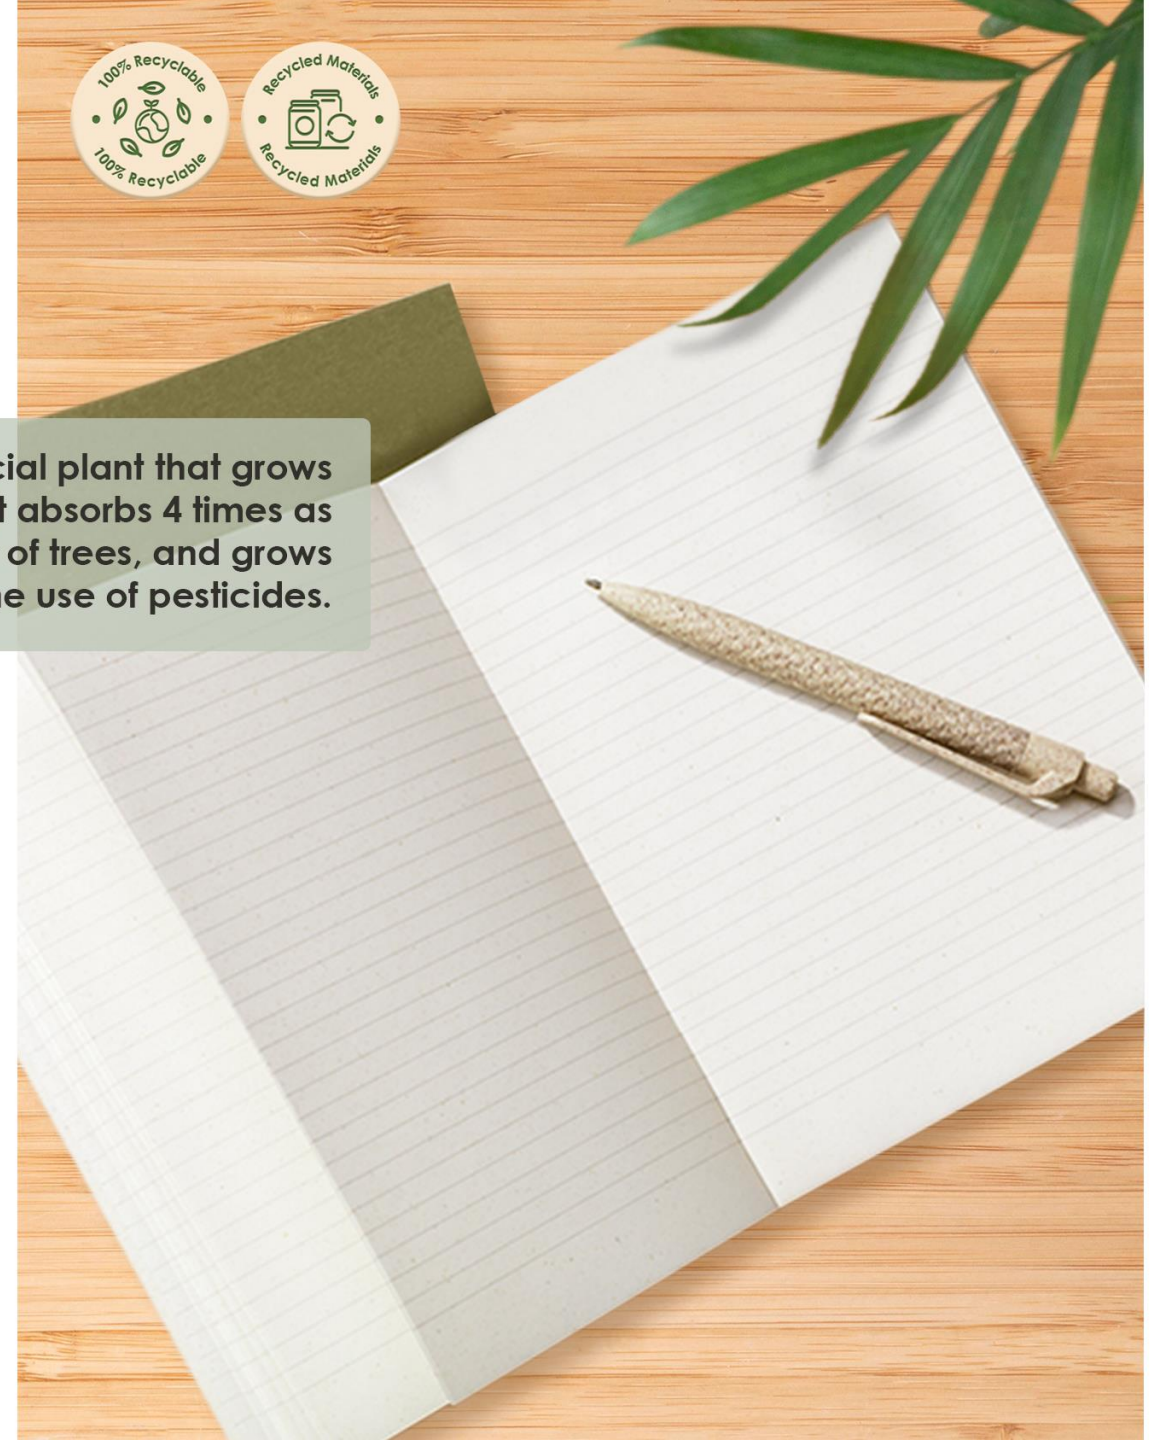 100% Recyclable
100% Recyclable
Recycled Materials
Recycled Materials
plant that grows
absorbs 4 times as
of trees, and grows
use of pesticides.